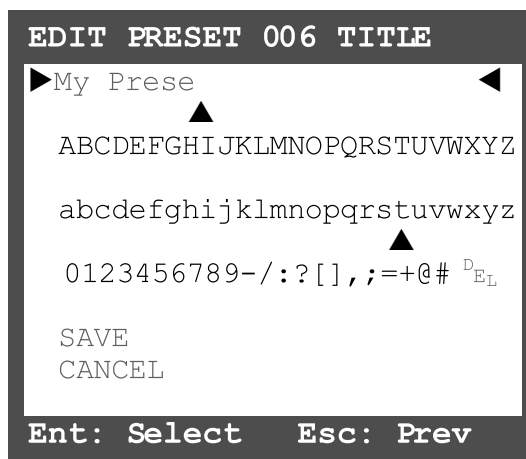 EDIT PRESET 006 TITLE
My Prese
ABCDEFGHIJKLMNOPQRSTUVWXYZ
abcdefghijklmnopqrstuvwxyz
0123456789-/:?[],;=+@# DEL
SAVE
CANCEL
Ent: Select Esc: Prev